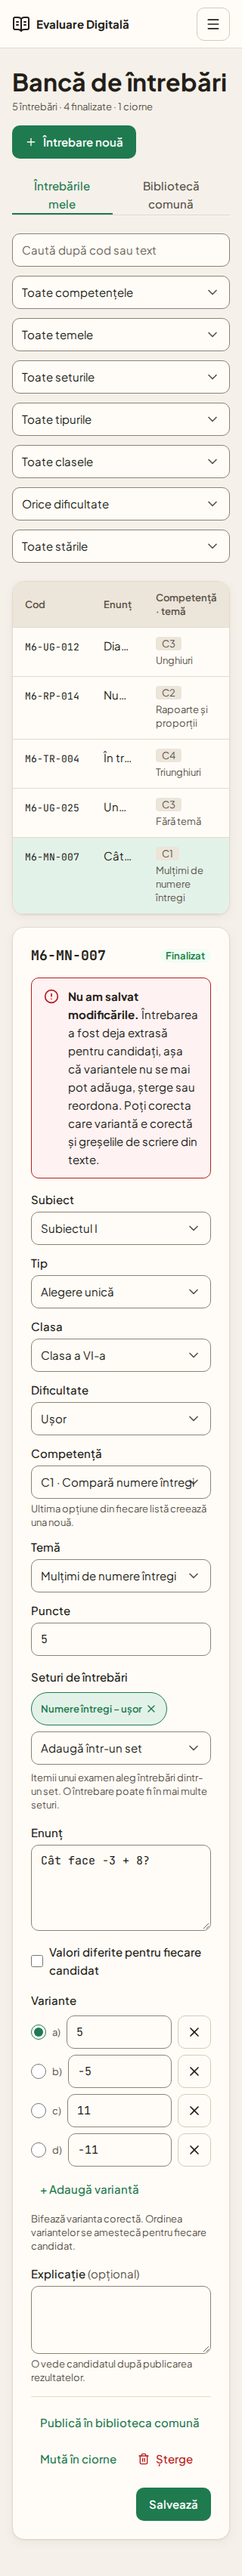 Evaluare Digitală
Bancă de întrebări
5 întrebări · 4 finalizate · 1 ciorne
+ Întrebare nouă
Întrebările mele
Bibliotecă comună
Caută după cod sau text
Toate competențele
Toate temele
Toate seturile
Toate tipurile
Toate clasele
Orice dificultate
Toate stările
Cod Enunț Competență · temă
M6-UG-012 Dia... C3
Unghiuri
M6-RP-014 Nu... C2
Rapoarte și
proporții
M6-TR-004 În tr... C4
Triunghiuri
M6-UG-025 Un... C3
Fără temă
M6-MN-007 Cât... C1
Mulțimi de
numere
întregi
M6-MN-007 Finalizat
Nu am salvat
modificările. Întrebarea
a fost deja extrasă
pentru candidați, așa
că variantele nu se mai
pot adăuga, șterge sau
reordona. Poți corecta
care variantă e corectă
și greșelile de scriere din
texte.
Subiect
Subiectul I
Tip
Alegere unică
Clasa
Clasa a VI-a
Dificultate
Ușor
Competență
C1 · Compară numere întregi
Ultima opțiune din fiecare listă creează
una nouă.
Temă
Mulțimi de numere întregi
Puncte
5
Seturi de întrebări
Numere întregi – ușor ×
Adaugă într-un set
Itemii unui examen aleg întrebări dintr-
un set. O întrebare poate fi în mai multe
seturi.
Enunț
Cât face -3 + 8?
Valori diferite pentru fiecare
candidat
Variante
a) 5
b) -5
c) 11
d) -11
+ Adaugă variantă
Bifează varianta corectă. Ordinea
variantelor se amestecă pentru fiecare
candidat.
Explicație (opțional)
O vede candidatul după publicarea
rezultatelor.
Publică în biblioteca comună
Mută în ciorne Șterge
Salvează